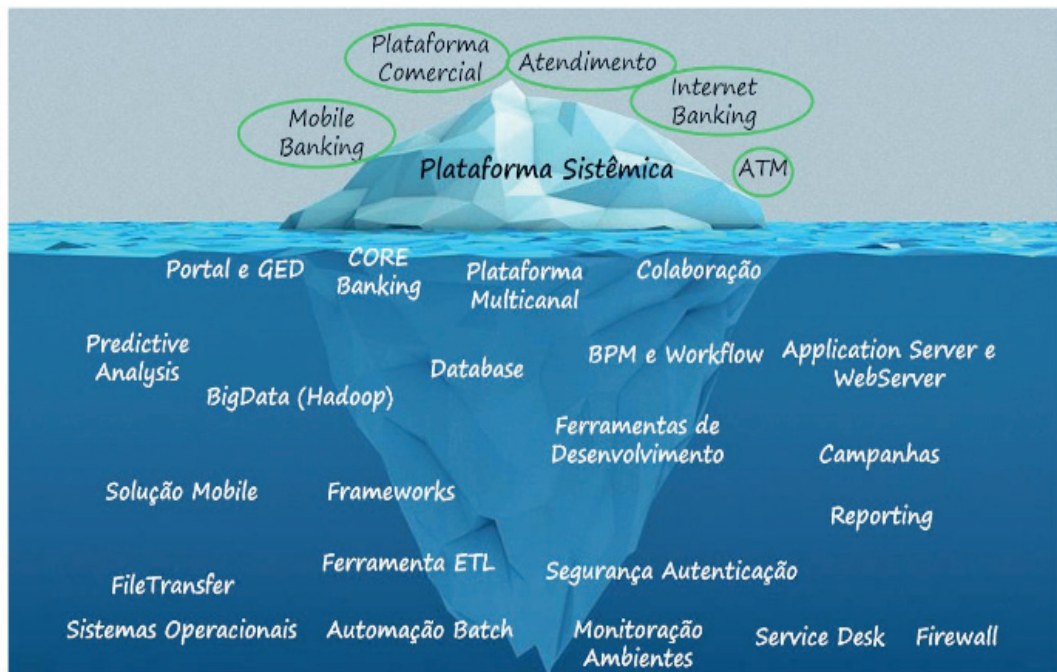 Plataforma
Comercial
Atendimento
Internet
Banking
Mobile
Banking
Plataforma Sistêmica
ATM
Portal e GED
CORE
Banking
Plataforma
Multicanal
Colaboração
Predictive
Analysis
Database
BPM e Workflow
Application Server e
WebServer
BigData (Hadoop)
Ferramentas de
Desenvolvimento
Campanhas
Solução Mobile
Frameworks
Reporting
Ferramenta ETL
Segurança Autenticação
FileTransfer
Sistemas Operacionais
Automação Batch
Monitoração
Ambientes
Service Desk
Firewall